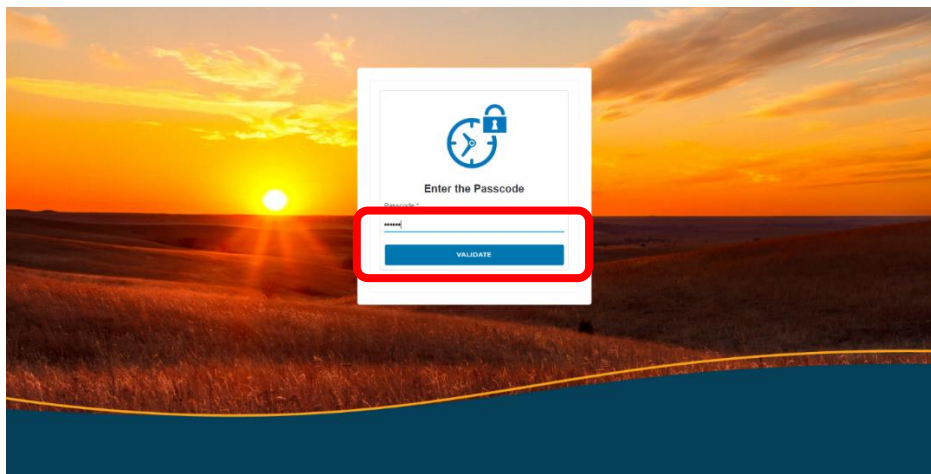 Enter the Passcode
Passcode *
••••••
VALIDATE